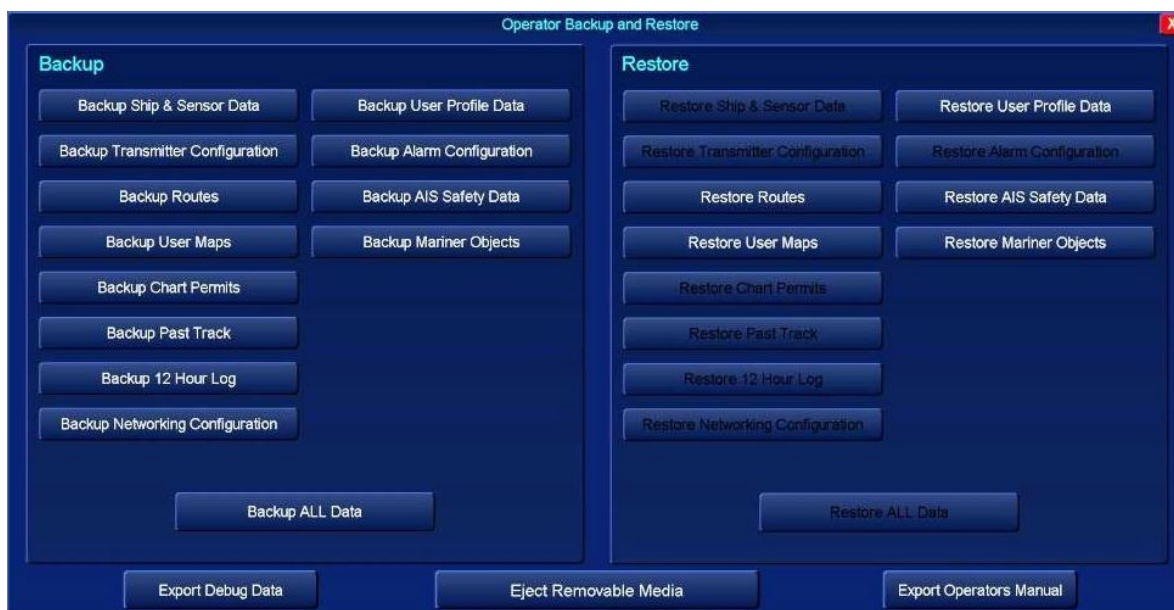 Operator Backup and Restore
X
Backup
Backup Ship & Sensor Data
Backup User Profile Data
Backup Transmitter Configuration
Backup Alarm Configuration
Backup Routes
Backup AIS Safety Data
Backup User Maps
Backup Mariner Objects
Backup Chart Permits
Backup Past Track
Backup 12 Hour Log
Backup Networking Configuration
Backup ALL Data
Restore
Restore Ship & Sensor Data
Restore User Profile Data
Restore Transmitter Configuration
Restore Alarm Configuration
Restore Routes
Restore AIS Safety Data
Restore User Maps
Restore Mariner Objects
Restore Chart Permits
Restore Past Track
Restore 12 Hour Log
Restore Networking Configuration
Restore ALL Data
Export Debug Data
Eject Removable Media
Export Operators Manual